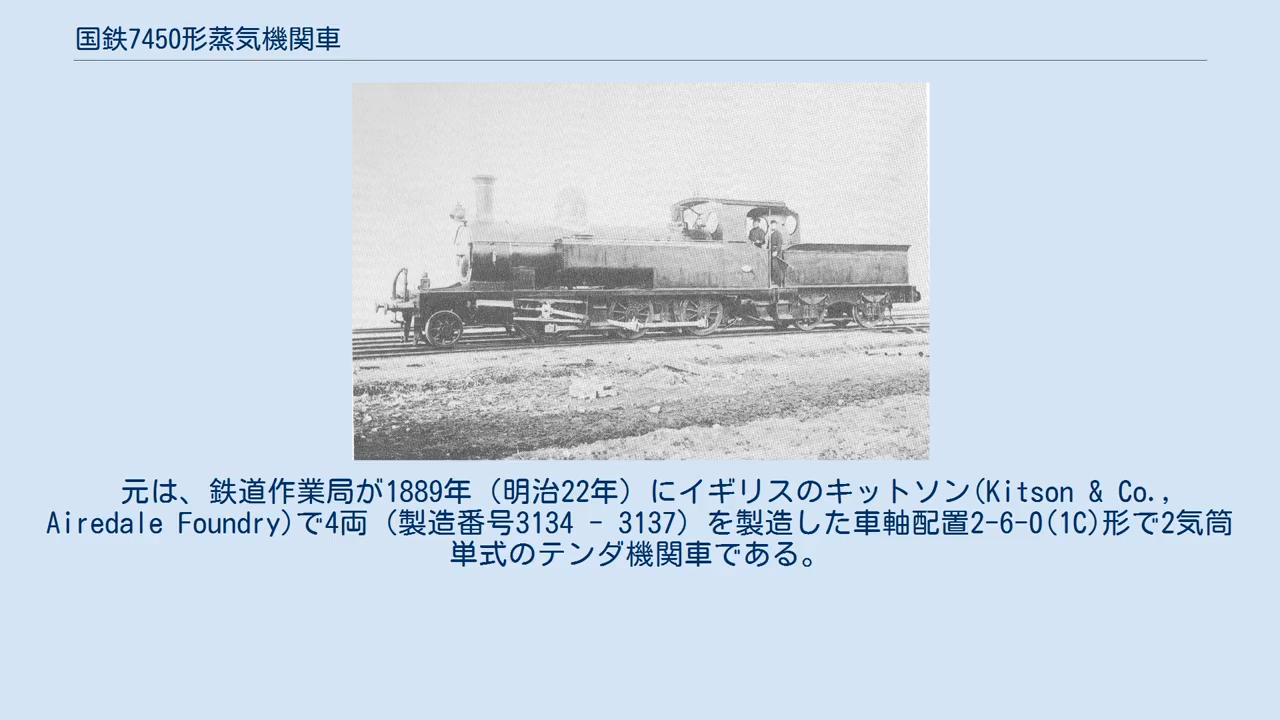 国鉄7450形蒸気機関車
元は、鉄道作業局が1889年（明治22年）にイギリスのキットソン(Kitson & Co.,
Airedale Foundry)で4両（製造番号3134 - 3137）を製造した車軸配置2-6-0(1C)形で2気筒
単式のテンダ機関車である。